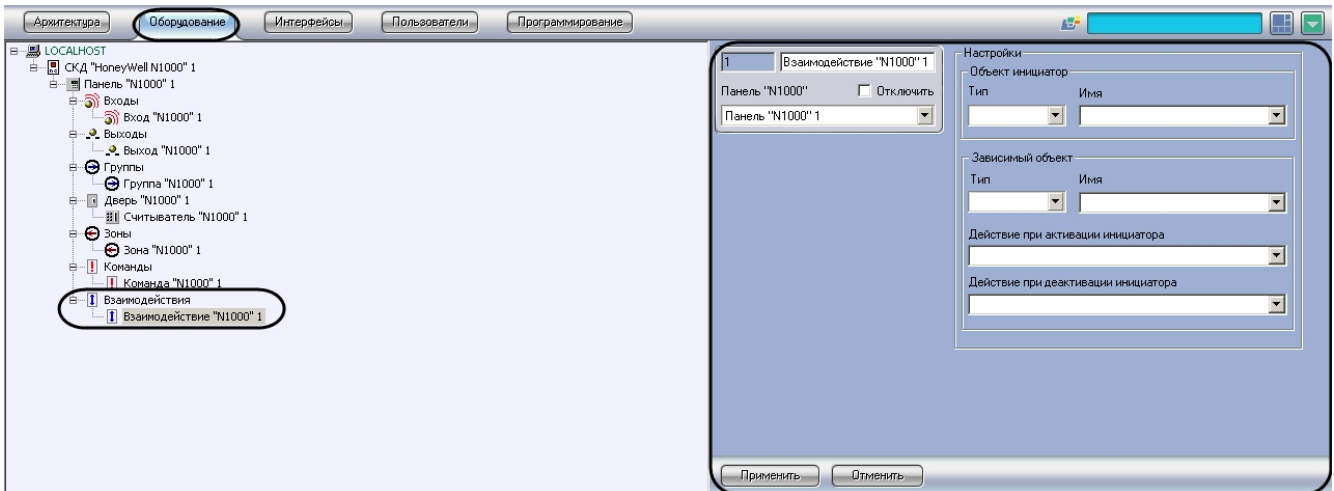 Архитектура Оборудование Интерфейсы Пользователи Программирование
LOCALHOST
СКД "HoneyWell N1000" 1
Панель "N1000" 1
Входы
Вход "N1000" 1
Выходы
Выход "N1000" 1
Группы
Группа "N1000" 1
Дверь "N1000" 1
Считыватель "N1000" 1
Зоны
Зона "N1000" 1
Команды
Команда "N1000" 1
Взаимодействия
Взаимодействие "N1000" 1
1 Взаимодействие "N1000" 1
Панель "N1000" Отключить
Панель "N1000" 1
Настройки
Объект инициатор
Тип Имя
Зависимый объект
Тип Имя
Действие при активации инициатора
Действие при деактивации инициатора
Применить Отменить